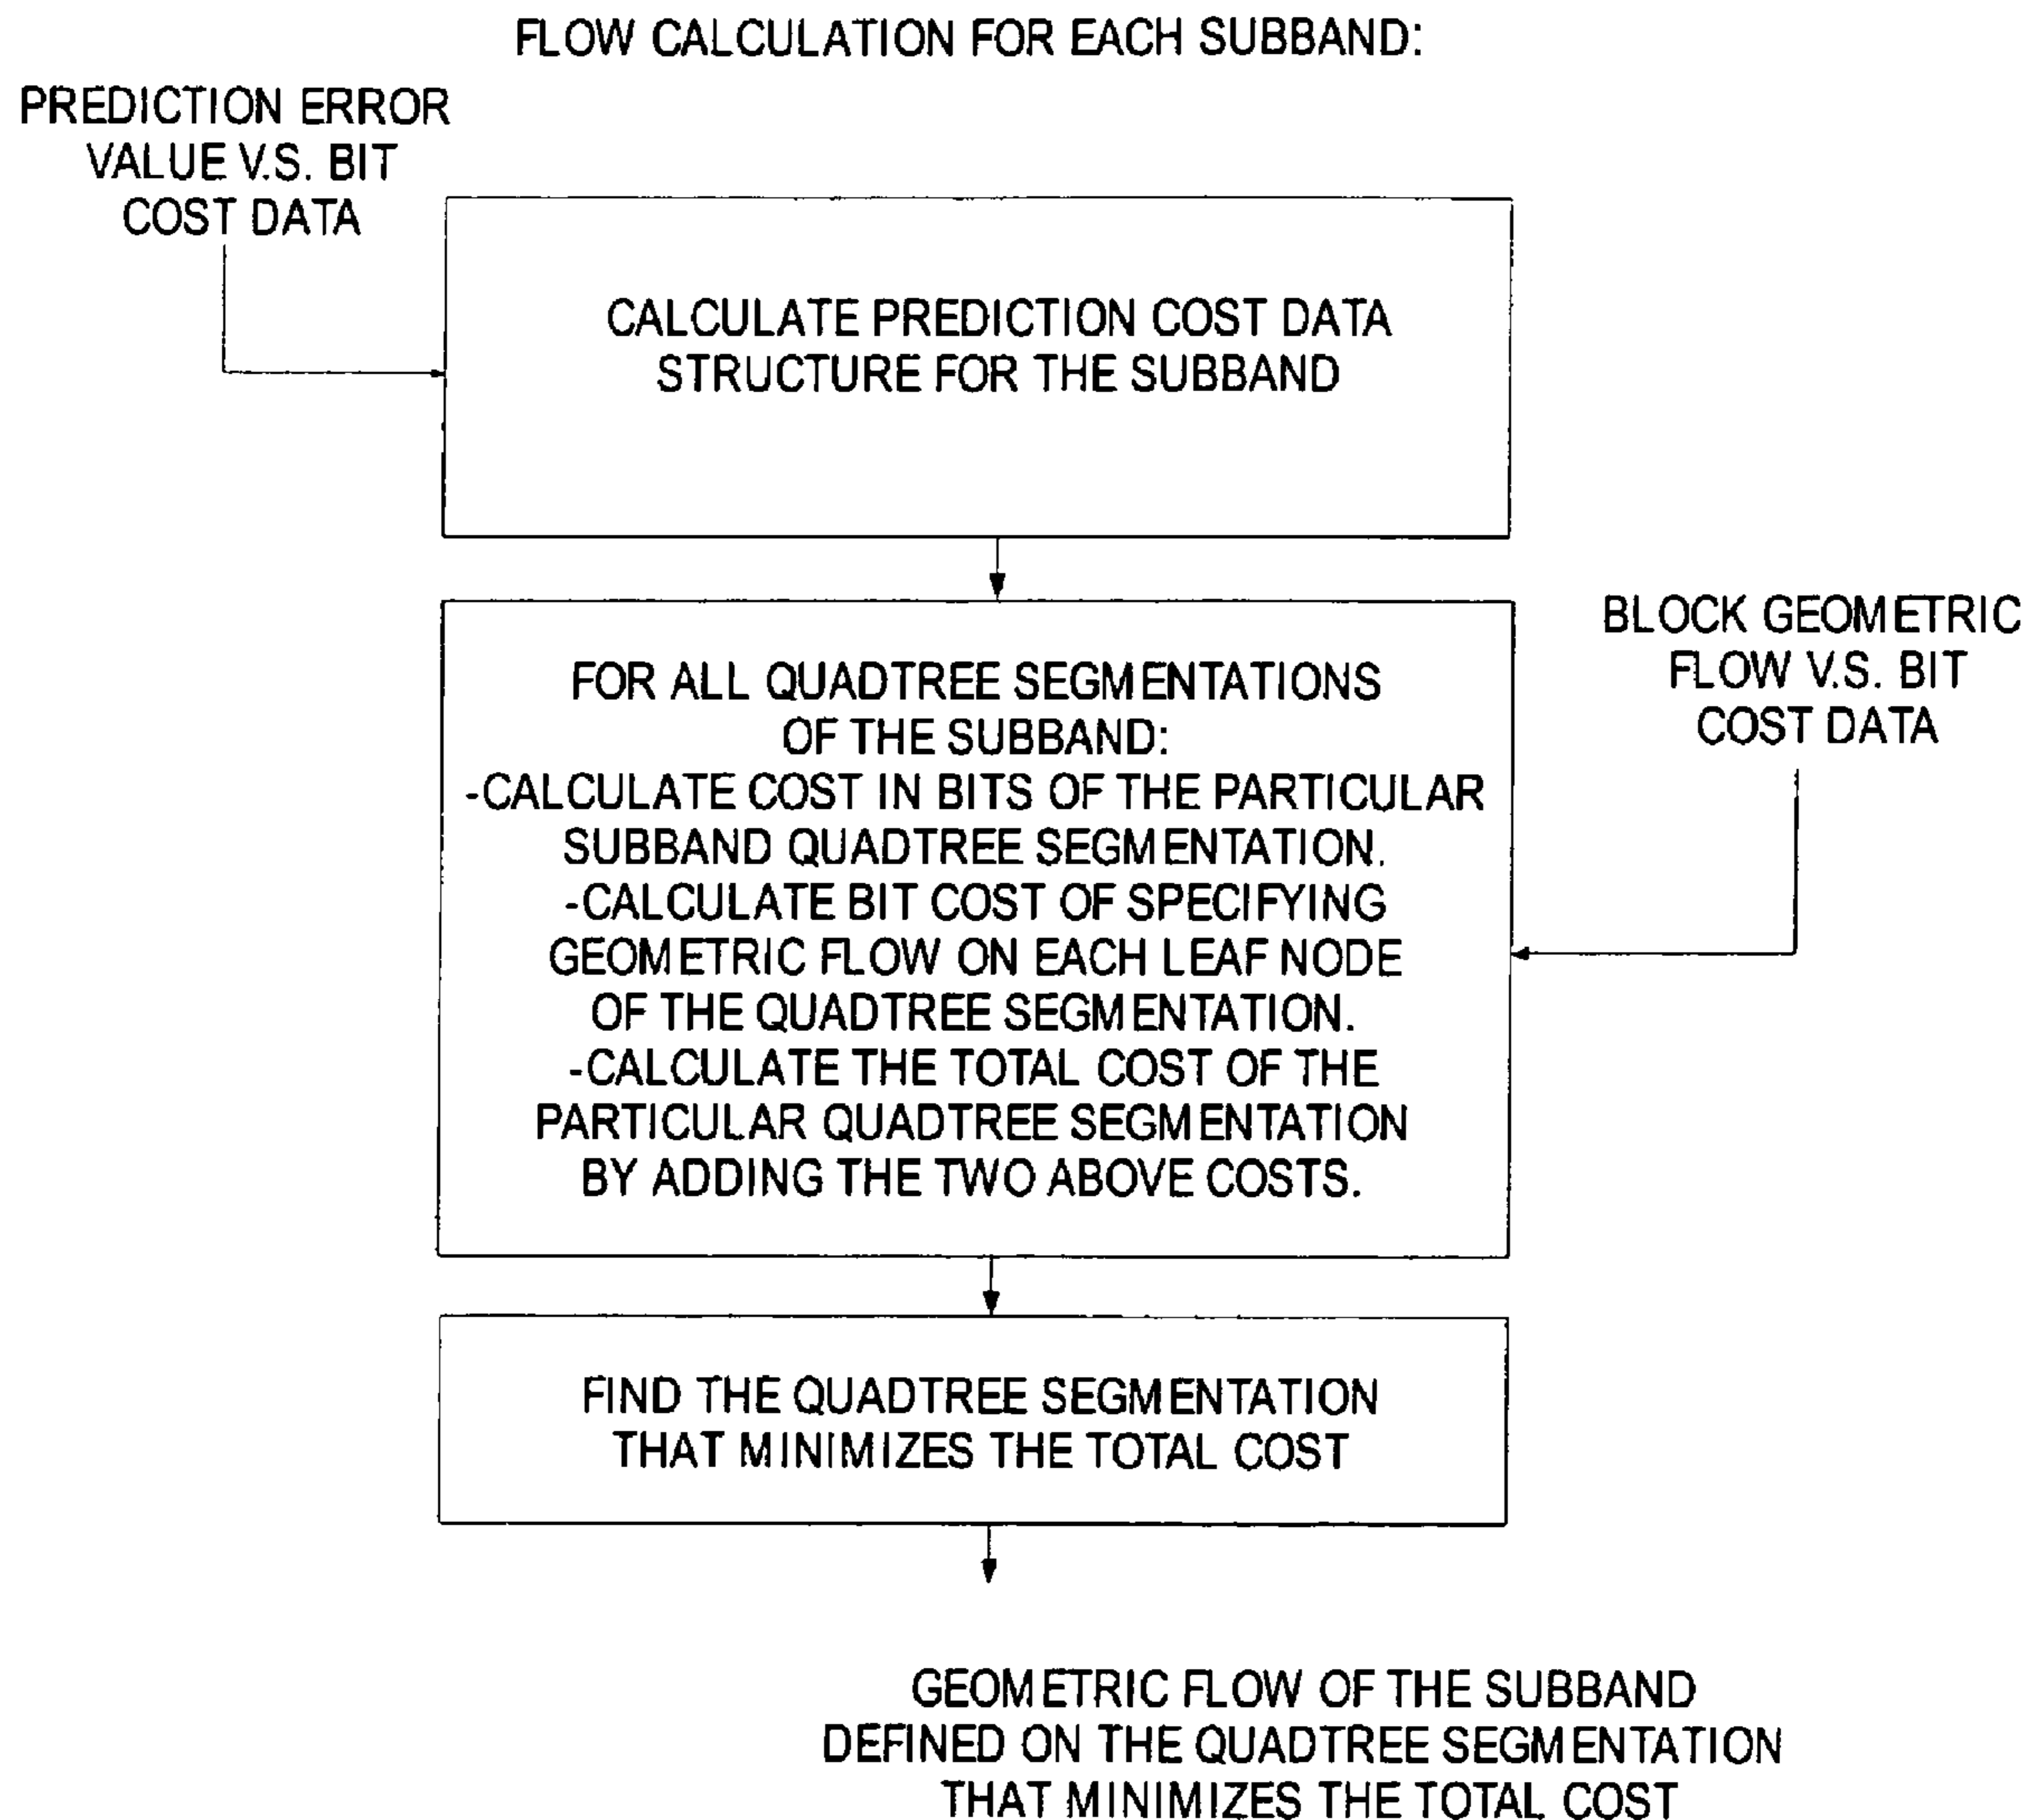 FLOW CALCULATION FOR EACH SUBBAND:
PREDICTION ERROR
VALUE V.S. BIT
COST DATA
CALCULATE PREDICTION COST DATA
STRUCTURE FOR THE SUBBAND
FOR ALL QUADTREE SEGMENTATIONS
OF THE SUBBAND:
-CALCULATE COST IN BITS OF THE PARTICULAR
SUBBAND QUADTREE SEGMENTATION.
-CALCULATE BIT COST OF SPECIFYING
GEOMETRIC FLOW ON EACH LEAF NODE
OF THE QUADTREE SEGMENTATION.
-CALCULATE THE TOTAL COST OF THE
PARTICULAR QUADTREE SEGMENTATION
BY ADDING THE TWO ABOVE COSTS.
BLOCK GEOMETRIC
FLOW V.S. BIT
COST DATA
FIND THE QUADTREE SEGMENTATION
THAT MINIMIZES THE TOTAL COST
GEOMETRIC FLOW OF THE SUBBAND
DEFINED ON THE QUADTREE SEGMENTATION
THAT MINIMIZES THE TOTAL COST